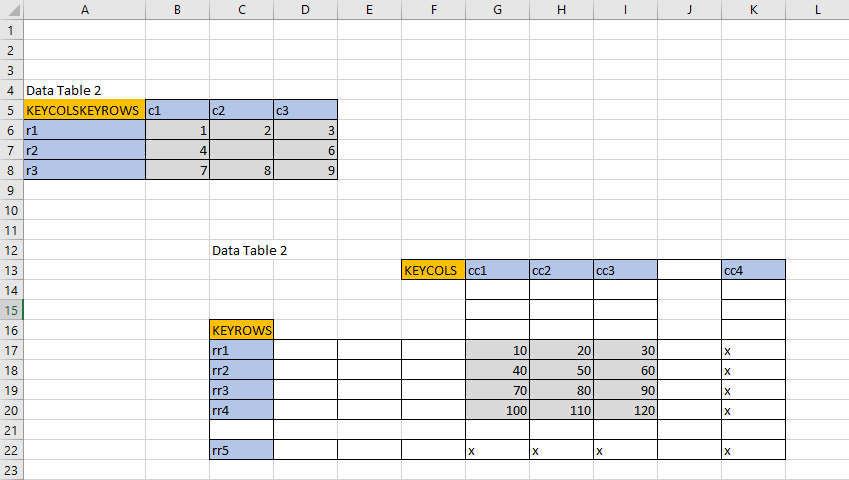 A B C D E F G H I J K L
1
2
3
4 Data Table 2
5 KEYCOLSKEYROWS c1 c2 c3
6 r1 1 2 3
7 r2 4 6
8 r3 7 8 9
9
10
11
12 Data Table 2
13 KEYCOLS cc1 cc2 cc3 cc4
14
15
16 KEYROWS
17 rr1 10 20 30 x
18 rr2 40 50 60 x
19 rr3 70 80 90 x
20 rr4 100 110 120 x
21
22 rr5 x x x x
23